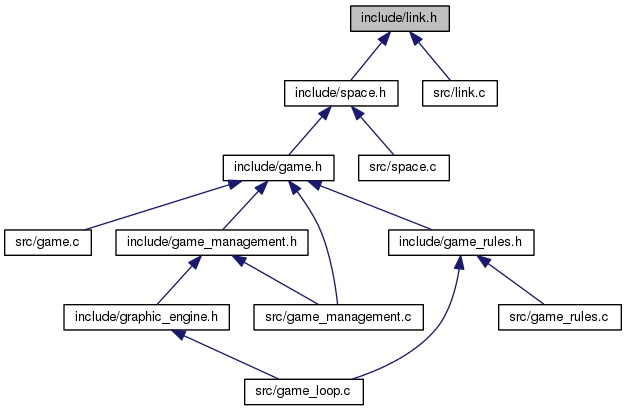 include/link.h
include/space.h
src/link.c
include/game.h
src/space.c
src/game.c
include/game_management.h
include/game_rules.h
include/graphic_engine.h
src/game_management.c
src/game_rules.c
src/game_loop.c